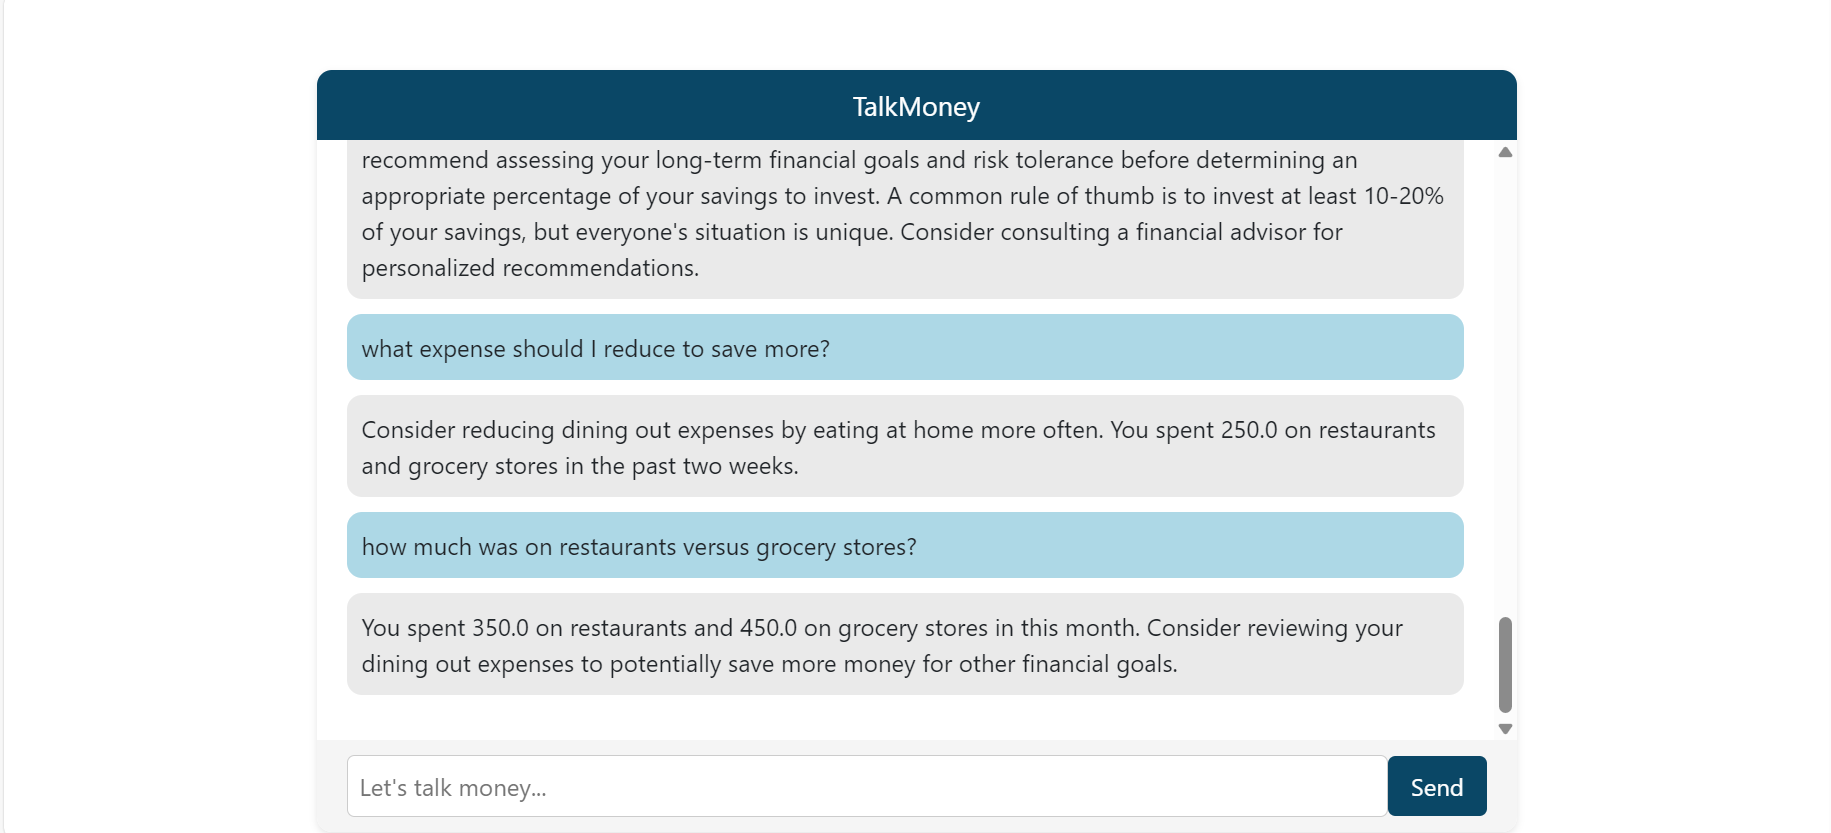 TalkMoney
recommend assessing your long-term financial goals and risk tolerance before determining an
appropriate percentage of your savings to invest. A common rule of thumb is to invest at least 10-20%
of your savings, but everyone's situation is unique. Consider consulting a financial advisor for
personalized recommendations.
what expense should I reduce to save more?
Consider reducing dining out expenses by eating at home more often. You spent 250.0 on restaurants
and grocery stores in the past two weeks.
how much was on restaurants versus grocery stores?
You spent 350.0 on restaurants and 450.0 on grocery stores in this month. Consider reviewing your
dining out expenses to potentially save more money for other financial goals.
Let's talk money...
Send